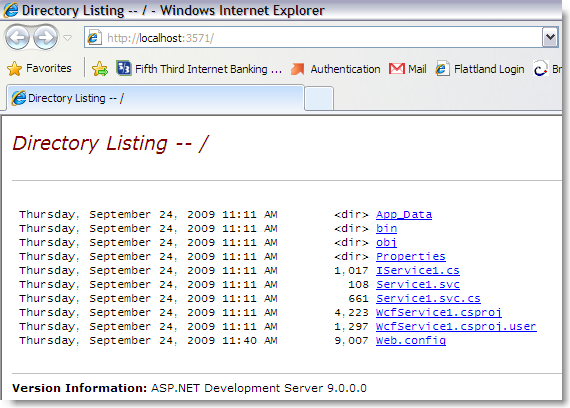 Directory Listing -- / - Windows Internet Explorer
http://localhost:3571/
Favorites Fifth Third Internet Banking ... Authentication Mail Flattland Login Br
Directory Listing -- /
Directory Listing -- /
Thursday, September 24, 2009 11:11 AM <dir> App_Data
Thursday, September 24, 2009 11:11 AM <dir> bin
Thursday, September 24, 2009 11:11 AM <dir> obj
Thursday, September 24, 2009 11:11 AM <dir> Properties
Thursday, September 24, 2009 11:11 AM 1,017 IService1.cs
Thursday, September 24, 2009 11:11 AM 108 Service1.svc
Thursday, September 24, 2009 11:11 AM 661 Service1.svc.cs
Thursday, September 24, 2009 11:11 AM 4,223 WcfService1.csproj
Thursday, September 24, 2009 11:11 AM 1,297 WcfService1.csproj.user
Thursday, September 24, 2009 11:40 AM 9,007 Web.config
Version Information: ASP.NET Development Server 9.0.0.0